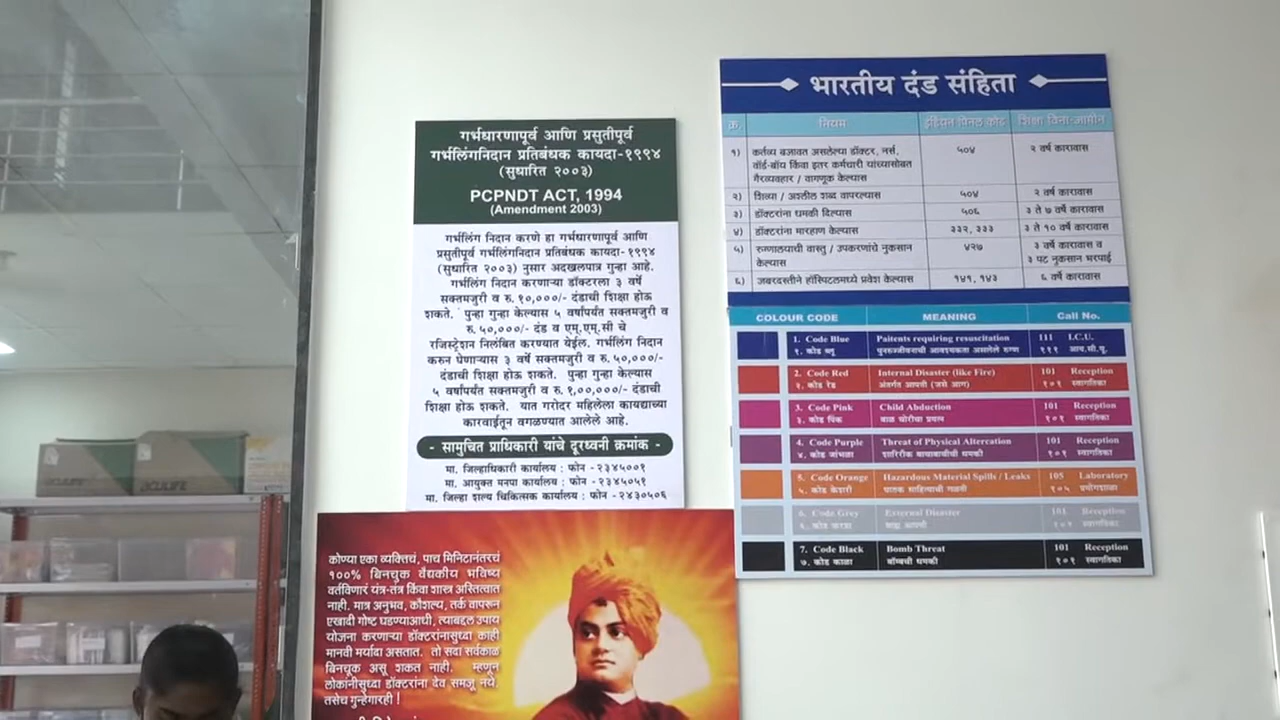 गर्भधारणापूर्व आणि प्रसुतीपूर्व
गर्भलिंगनिदान प्रतिबंधक कायदा-१९९४
(सुधारित २००३)
PCPNDT ACT, 1994
(Amendment 2003)
गर्भलिंग निदान करणे हा गर्भधारणापूर्व आणि
प्रसुतीपूर्व गर्भलिंगनिदान प्रतिबंधक कायदा-१९९४
(सुधारित २००३) नुसार अदखलपात्र गुन्हा आहे.
गर्भलिंग निदान करणाऱ्या डॉक्टरला ३ वर्षे
सक्तमजुरी व रु. १०,०००/- दंडाची शिक्षा होऊ
शकते. पुन्हा गुन्हा केल्यास ५ वर्षापर्यंत सक्तमजुरी व
रु. ५०,०००/- दंड व एम्.एम्.सी चे
रजिस्ट्रेशन निलंबित करण्यात येईल. गर्भलिंग निदान
करुन घेणाऱ्यास ३ वर्षे सक्तमजुरी व रु. ५०,०००/-
दंडाची शिक्षा होऊ शकते. पुन्हा गुन्हा केल्यास
५ वर्षांपर्यंत सक्तमजुरी व रु. १,००,०००/- दंडाची
शिक्षा होऊ शकते. यात गरोदर महिलेला कायद्याच्या
कारवाईतून वगळण्यात आलेले आहे.
- सामुचित प्राधिकारी यांचे दूरध्वनी क्रमांक -
मा. जिल्हाधिकारी कार्यालय : फोन - २३४५००१
मा. आयुक्त मनपा कार्यालय : फोन - २३४५०५१
मा. जिल्हा शल्य चिकित्सक कार्यालय : फोन - २४३०५०६
भारतीय दंड संहिता
क्र. नियम इंडियन पिनल कोड शिक्षा विना-जामीन
१) कर्तव्य बजावत असलेल्या डॉक्टर, नर्स, ५०४ २ वर्ष कारावास
वॉर्ड-बॉय किंवा इतर कर्मचारी यांच्यासोबत
गैरव्यवहार / वागणूक केल्यास
२) शिव्या / अश्लील शब्द वापरल्यास ५०४ २ वर्ष कारावास
३) डॉक्टरांना धमकी दिल्यास ५०६ ३ ते ७ वर्षे कारावास
४) डॉक्टरांना मारहाण केल्यास ३३२, ३३३ ३ ते १० वर्षे कारावास
५) रुग्णालयाची वास्तु / उपकरणांचे नुकसान ४२७ ३ वर्षे कारावास व
केल्यास ३ पट नुकसान भरपाई
६) जबरदस्तीने हॉस्पिटलमध्ये प्रवेश केल्यास १४१, १४३ ६ वर्ष कारावास
COLOUR CODE MEANING Call No.
1. Code Blue Paitents requiring resuscitation 111 I.C.U.
१. कोड ब्लू पुनरुज्जीवनाची आवश्यकता असलेले रुग्ण १११ आय.सी.यू.
2. Code Red Internal Disaster (like Fire) 101 Reception
२. कोड रेड अंतर्गत आपत्ती (जसे आग) १०१ स्वागतिका
3. Code Pink Child Abduction 101 Reception
३. कोड पिंक बाळ चोरीचा प्रयत्न १०१ स्वागतिका
4. Code Purple Threat of Physical Altercation 101 Reception
४. कोड जांभळा शारिरीक बाचाबाचीची धमकी १०१ स्वागतिका
5. Code Orange Hazardous Material Spills / Leaks 105 Laboratory
५. कोड केशरी घातक साहित्याची गळती १०५ प्रयोगशाळा
6. Code Grey External Disaster 101 Reception
६. कोड करडा बाह्य आपत्ती १०१ स्वागतिका
7. Code Black Bomb Threat 101 Reception
७. कोड काळा बॉम्बची धमकी १०१ स्वागतिका
कोण्या एका व्यक्तिचं, पाच मिनिटानंतरचं
१००% बिनचुक वैद्यकीय भविष्य
वर्तविणारं यंत्र-तंत्र किंवा शास्त्र अस्तित्वात
नाही. मात्र अनुभव, कौशल्य, तर्क वापरून
एखादी गोष्ट घडण्याआधी, त्याबद्दल उपाय
योजना करणाऱ्या डॉक्टरांनासुध्दा काही
मानवी मर्यादा असतात. तो सदा सर्वकाळ
बिनचूक असू शकत नाही. म्हणून
लोकांनीसुध्दा डॉक्टरांना देव समजू नये.
तसेच गुन्हेगारही !